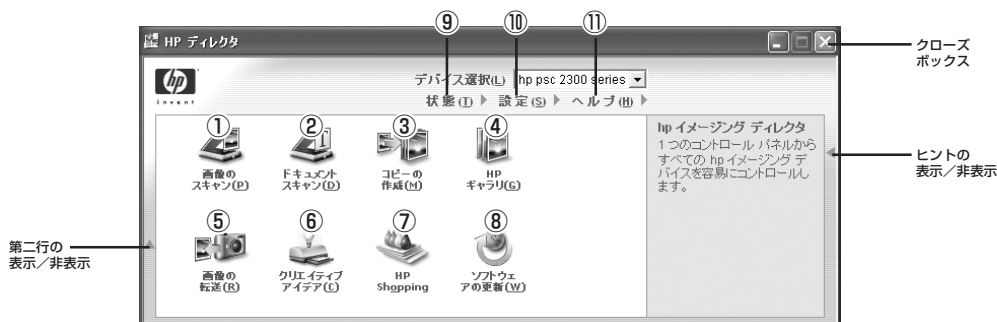 ⑨ ⑩ ⑪
HP ディレクタ
クローズ
ボックス
hp
invent
デバイス選択(L) hp psc 2300 series
状態(T) 設定(S) ヘルプ(H)
① ② ③ ④
画像の
スキャン(P)
ドキュメント
スキャン(D)
コピーの
作成(M)
HP
ギャラリ(G)
hp イメージング ディレクタ
1 つのコントロール パネルから
すべての hp イメージング デ
バイスを容易にコントロールし
ます。
ヒントの
表示／非表示
第二行の
表示／非表示
⑤ ⑥ ⑦ ⑧
画像の
転送(R)
クリエイティブ
アイデア(C)
HP
Shopping
ソフトウェ
アの更新(W)